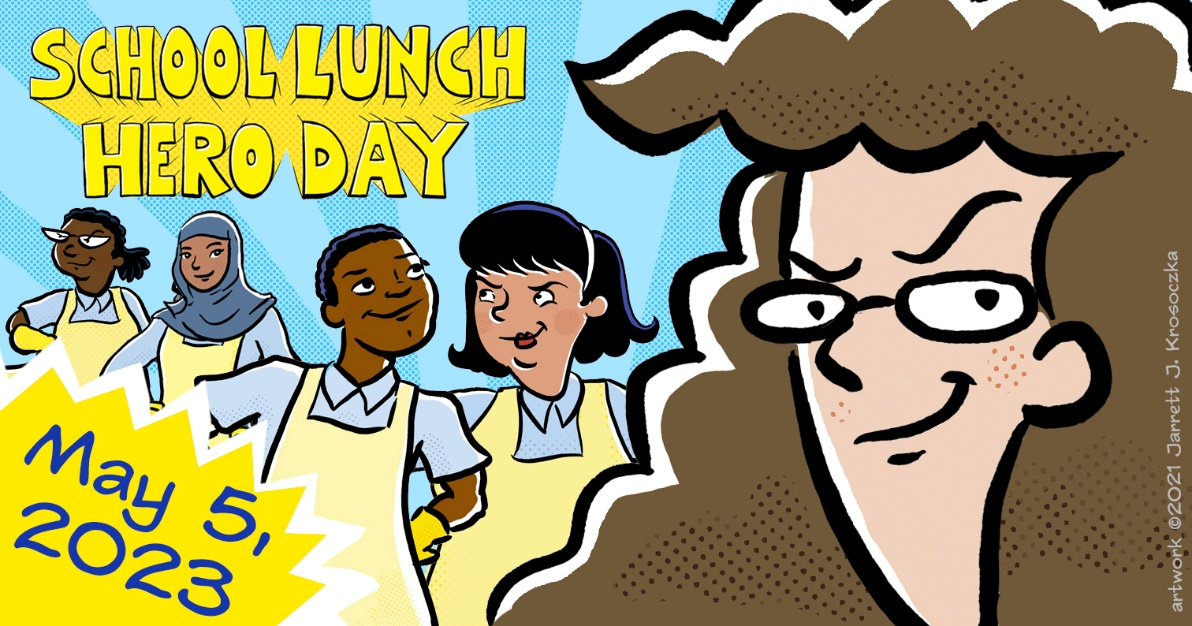 SCHOOL LUNCH
HERO DAY
May 5,
2023
artwork ©2021 Jarrett J. Krosoczka